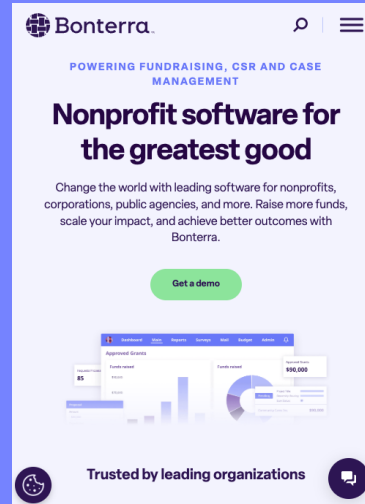 Bonterra
POWERING FUNDRAISING, CSR AND CASE
MANAGEMENT
Nonprofit software for
the greatest good
Change the world with leading software for nonprofits,
corporations, public agencies, and more. Raise more funds,
scale your impact, and achieve better outcomes with
Bonterra.
Get a demo
Dashboard Reports Surveys Mail Budget Admin
Approved Grants
Funds raised Funds raised
85
$90,000
Trusted by leading organizations